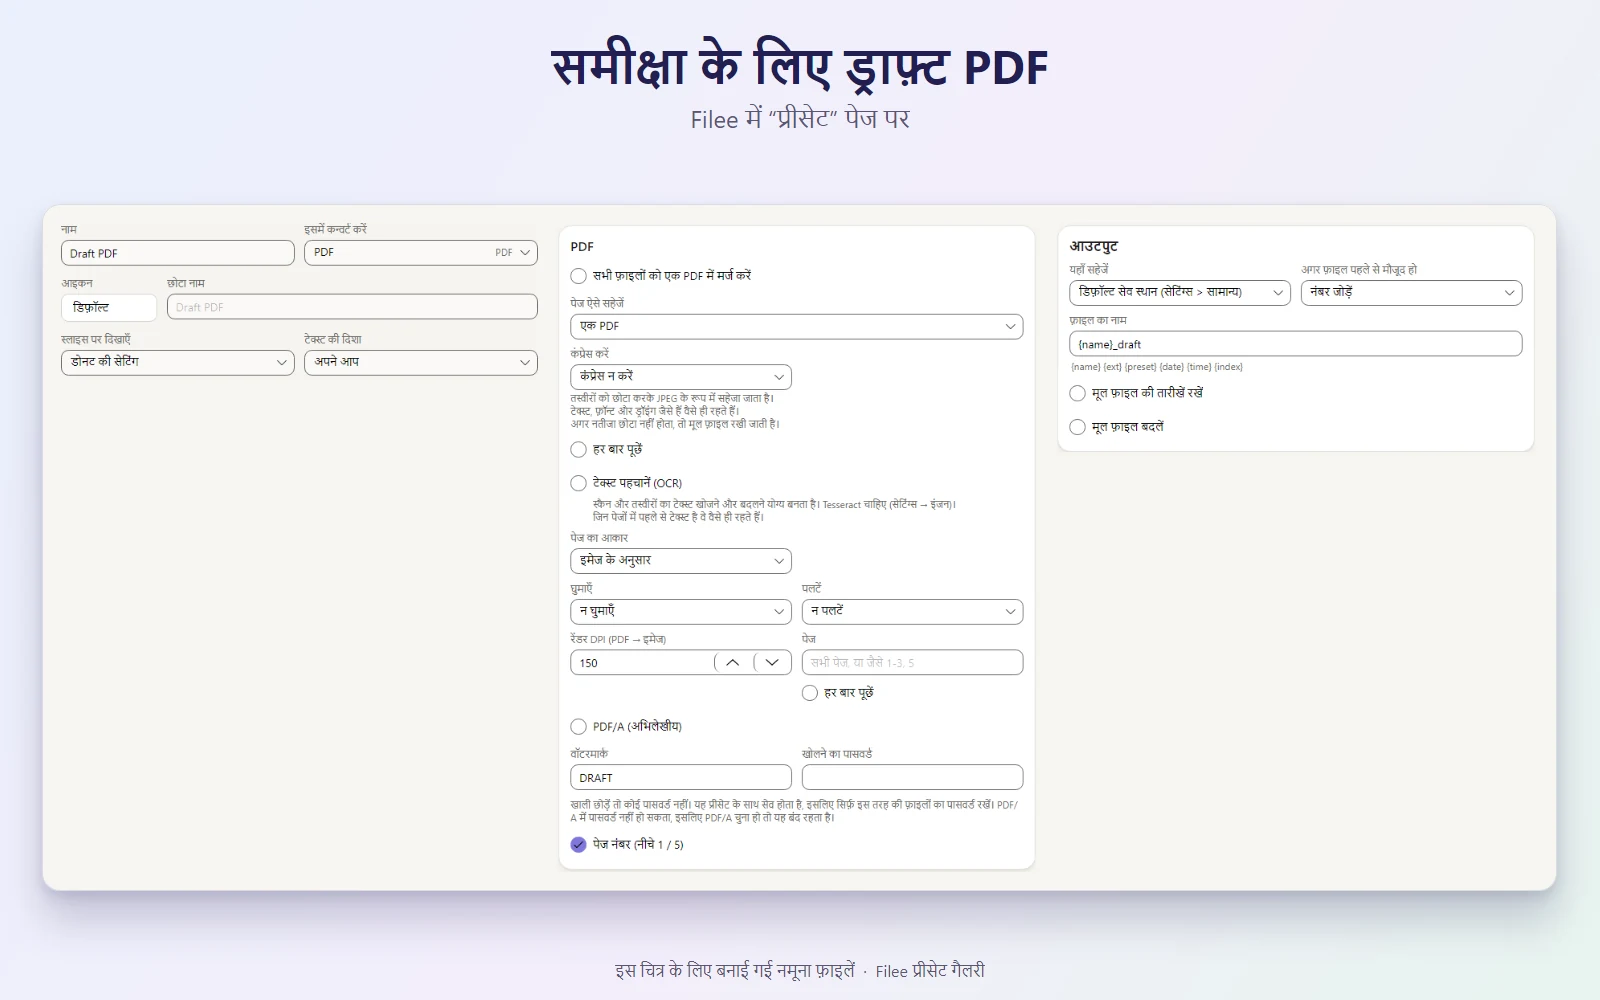 समीक्षा के लिए ड्राफ़्ट PDF
Filee में “प्रीसेट” पेज पर
नाम
Draft PDF
इसमें कन्वर्ट करें
PDF PDF
आइकन
डिफ़ॉल्ट
छोटा नाम
Draft PDF
स्लाइस पर दिखाएँ
डोनट की सेटिंग
टेक्स्ट की दिशा
अपने आप
PDF
सभी फ़ाइलों को एक PDF में मर्ज करें
पेज ऐसे सहेजें
एक PDF
कंप्रेस करें
कंप्रेस न करें
तस्वीरों को छोटा करके JPEG के रूप में सहेजा जाता है।
टेक्स्ट, फ़ॉन्ट और ड्रॉइंग जैसे हैं वैसे ही रहते हैं।
अगर नतीजा छोटा नहीं होता, तो मूल फ़ाइल रखी जाती है।
हर बार पूछें
टेक्स्ट पहचानें (OCR)
स्कैन और तस्वीरों का टेक्स्ट खोजने और बदलने योग्य बनता है। Tesseract चाहिए (सेटिंग्स → इंजन)।
जिन पेजों में पहले से टेक्स्ट है वे वैसे ही रहते हैं।
पेज का आकार
इमेज के अनुसार
घुमाएँ
न घुमाएँ
पलटें
न पलटें
रेंडर DPI (PDF → इमेज)
150
पेज
सभी पेज, या जैसे 1-3, 5
हर बार पूछें
PDF/A (अभिलेखीय)
वॉटरमार्क
DRAFT
खोलने का पासवर्ड
खाली छोड़ें तो कोई पासवर्ड नहीं। यह प्रीसेट के साथ सेव होता है, इसलिए सिर्फ़ इस तरह की फ़ाइलों का पासवर्ड रखें। PDF/
A में पासवर्ड नहीं हो सकता, इसलिए PDF/A चुना हो तो यह बंद रहता है।
पेज नंबर (नीचे 1 / 5)
आउटपुट
यहाँ सहेजें
डिफ़ॉल्ट सेव स्थान (सेटिंग्स > सामान्य)
अगर फ़ाइल पहले से मौजूद हो
नंबर जोड़ें
फ़ाइल का नाम
{name}_draft
{name} {ext} {preset} {date} {time} {index}
मूल फ़ाइल की तारीखें रखें
मूल फ़ाइल बदलें
इस चित्र के लिए बनाई गई नमूना फ़ाइलें · Filee प्रीसेट गैलरी